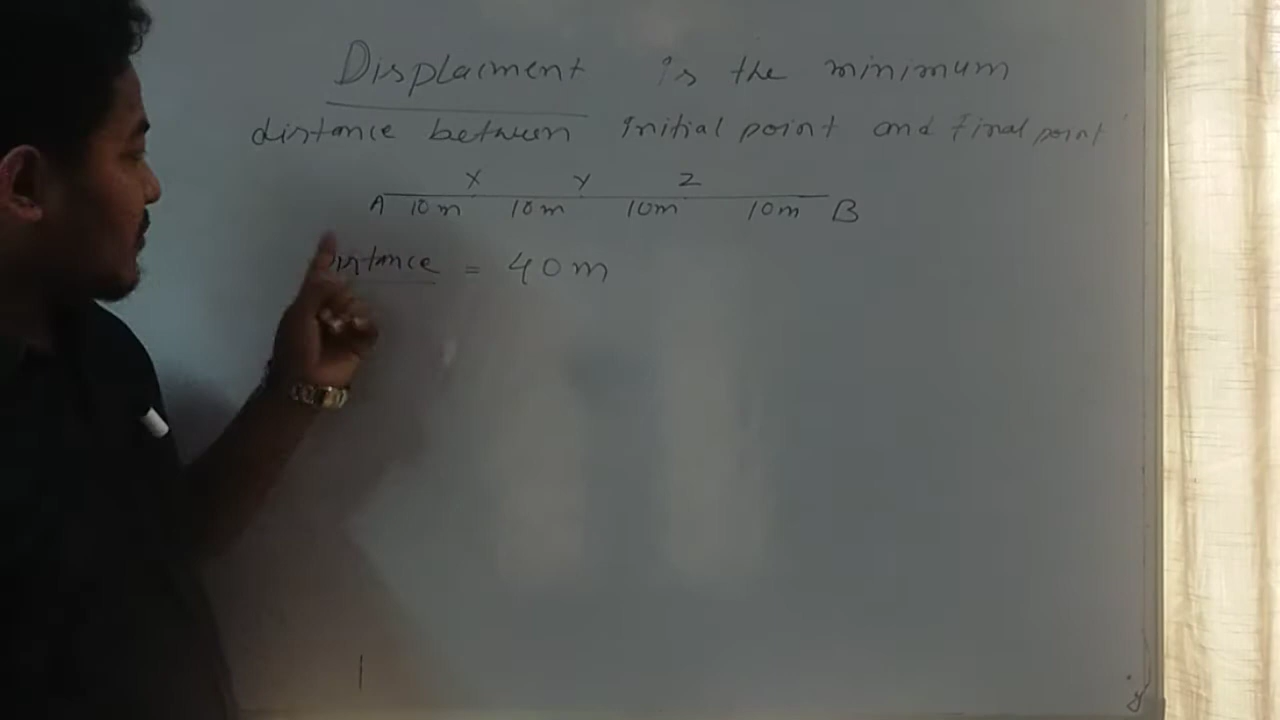 Displacment is the minimum
distance between initial point and final point
X Y Z
A 10m 10m 10m 10m B
Distance = 40m